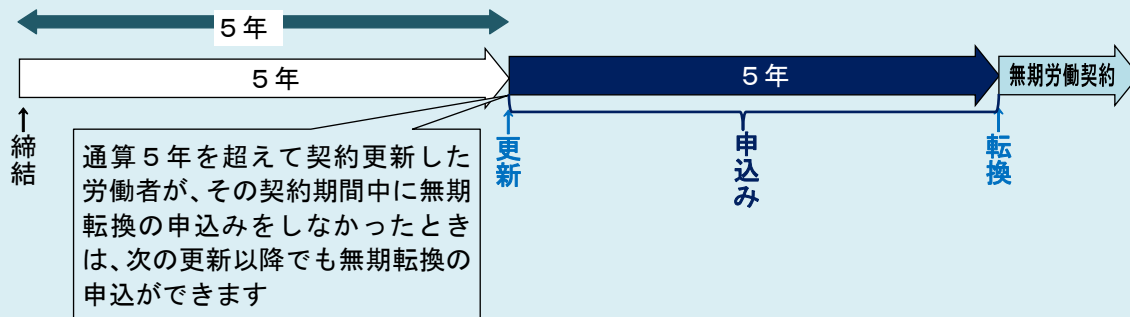 ５年
５年
５年
無期労働契約
↑
締結
↑
更新
申込み
↑
転換
通算５年を超えて契約更新した
労働者が、その契約期間中に無期
転換の申込みをしなかったとき
は、次の更新以降でも無期転換の
申込ができます